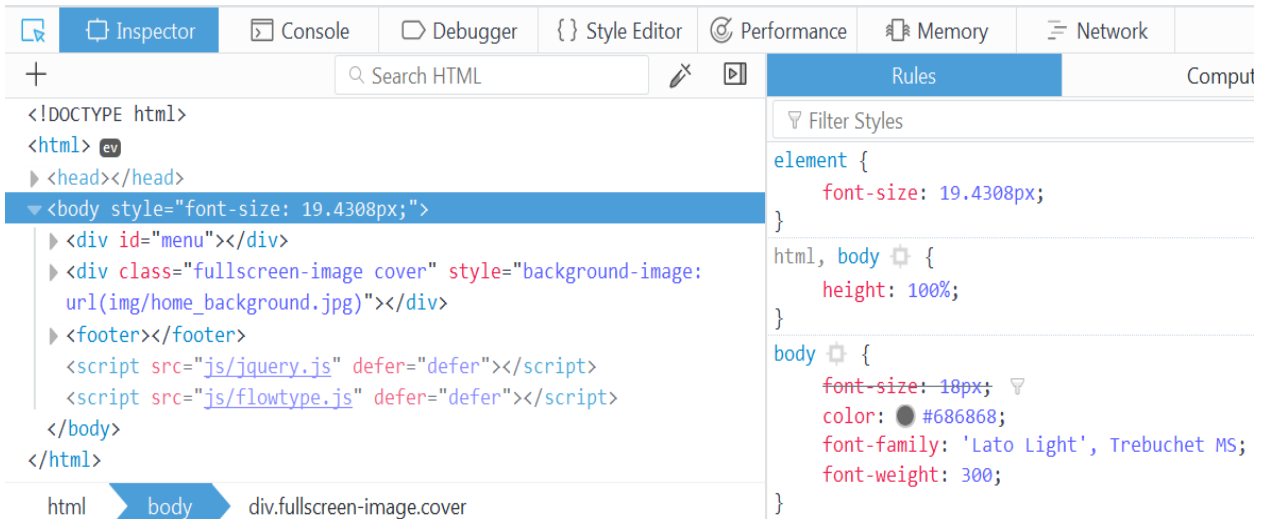 Inspector Console Debugger { } Style Editor Performance Memory Network
+ Search HTML
<!DOCTYPE html>
<html> ev
<head></head>
<body style="font-size: 19.4308px;">
<div id="menu"></div>
<div class="fullscreen-image cover" style="background-image:
url(img/home_background.jpg)"></div>
<footer></footer>
<script src="js/jquery.js" defer="defer"></script>
<script src="js/flowtype.js" defer="defer"></script>
</body>
</html>
html body div.fullscreen-image.cover
Rules Comput
Filter Styles
element {
font-size: 19.4308px;
}
html, body {
height: 100%;
}
body {
font-size: 18px;
color: #686868;
font-family: 'Lato Light', Trebuchet MS;
font-weight: 300;
}